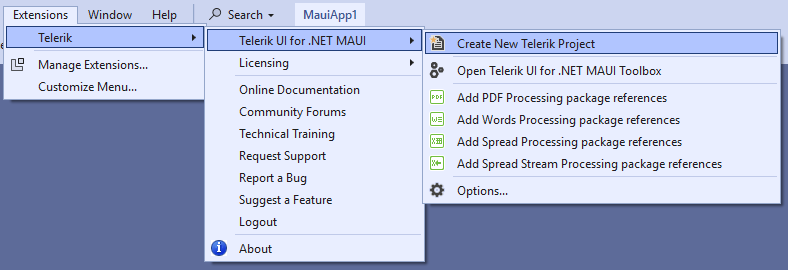 Extensions Window Help Search MauiApp1
Telerik
Manage Extensions...
Customize Menu...
Telerik UI for .NET MAUI
Licensing
Online Documentation
Community Forums
Technical Training
Request Support
Report a Bug
Suggest a Feature
Logout
About
Create New Telerik Project
Open Telerik UI for .NET MAUI Toolbox
PDF Add PDF Processing package references
Add Words Processing package references
Add Spread Processing package references
Add Spread Stream Processing package references
Options...